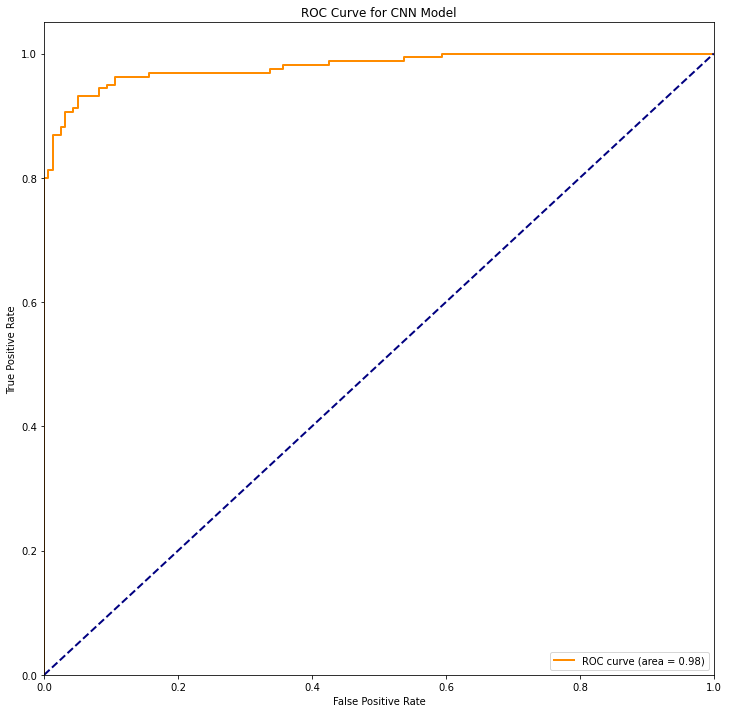 ROC Curve for CNN Model
True Positive Rate
1.0
0.8
0.6
0.4
0.2
0.0
0.0 0.2 0.4 0.6 0.8 1.0
False Positive Rate
ROC curve (area = 0.98)